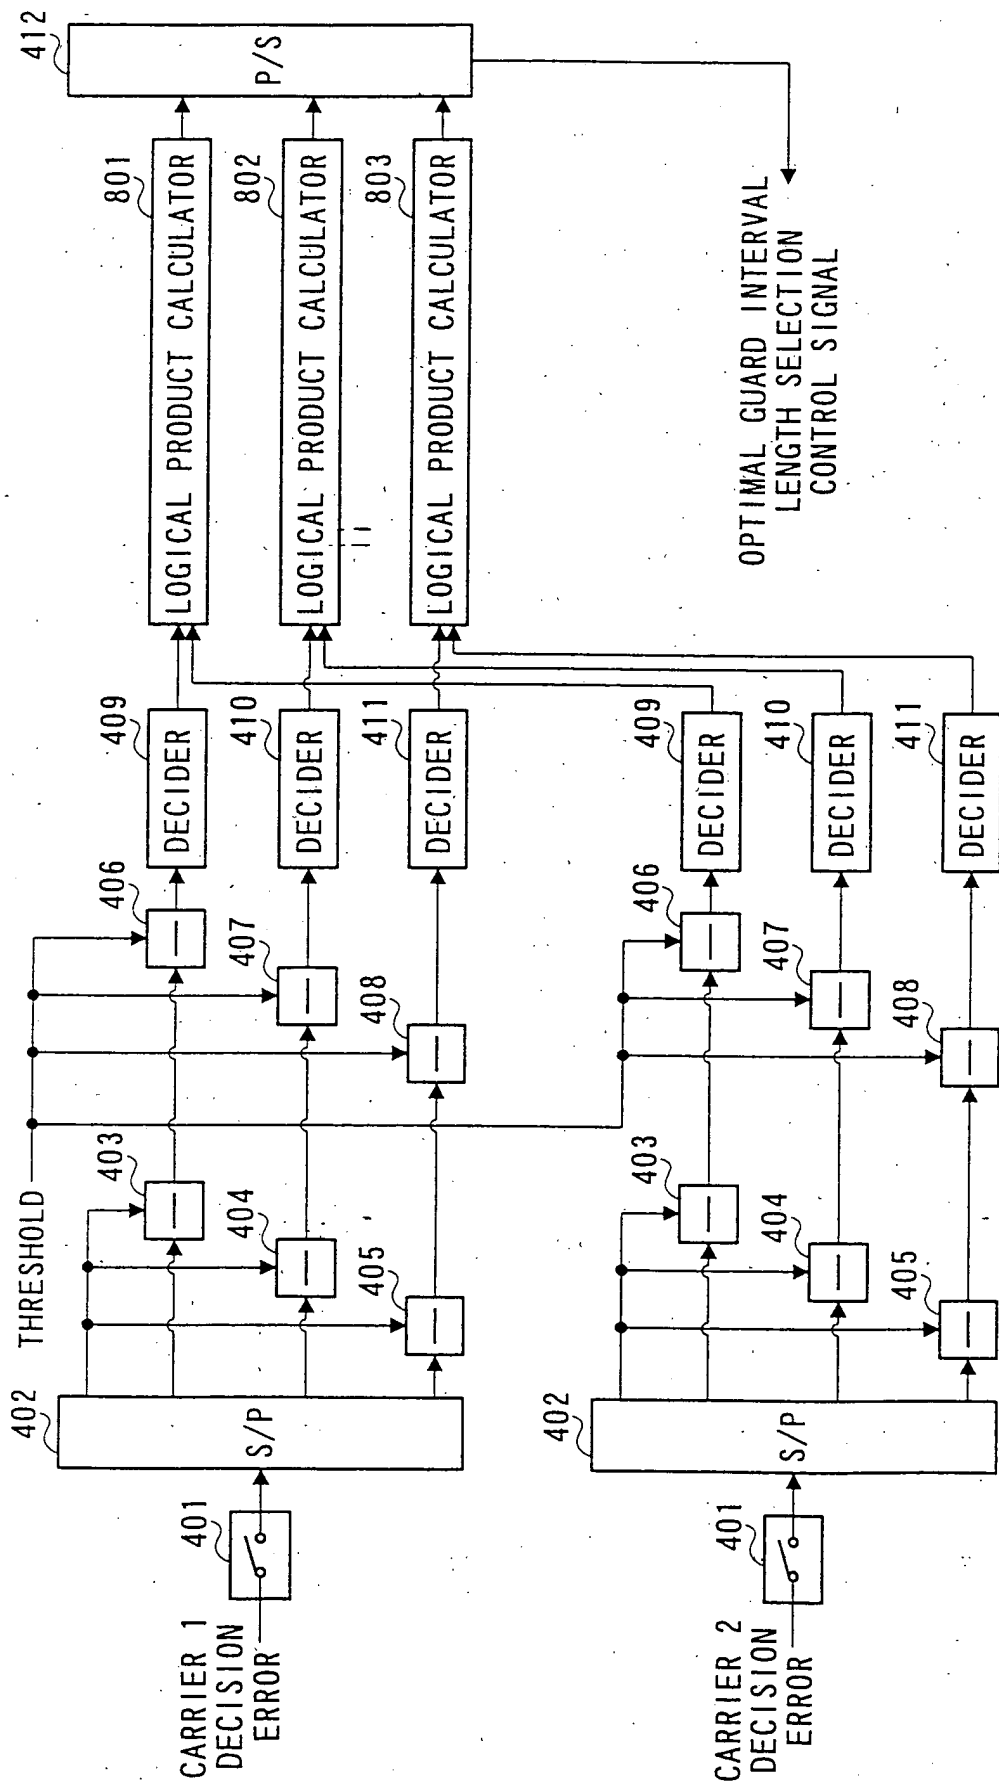 CARRIER 1
DECISION
ERROR
401
402
S/P
THRESHOLD
403
404
405
406
407
408
409
DECIDER
410
DECIDER
411
DECIDER
801
LOGICAL PRODUCT CALCULATOR
802
LOGICAL PRODUCT CALCULATOR
803
LOGICAL PRODUCT CALCULATOR
412
P/S
CARRIER 2
DECISION
ERROR
401
402
S/P
403
404
405
406
407
408
409
DECIDER
410
DECIDER
411
DECIDER
OPTIMAL GUARD INTERVAL
LENGTH SELECTION
CONTROL SIGNAL